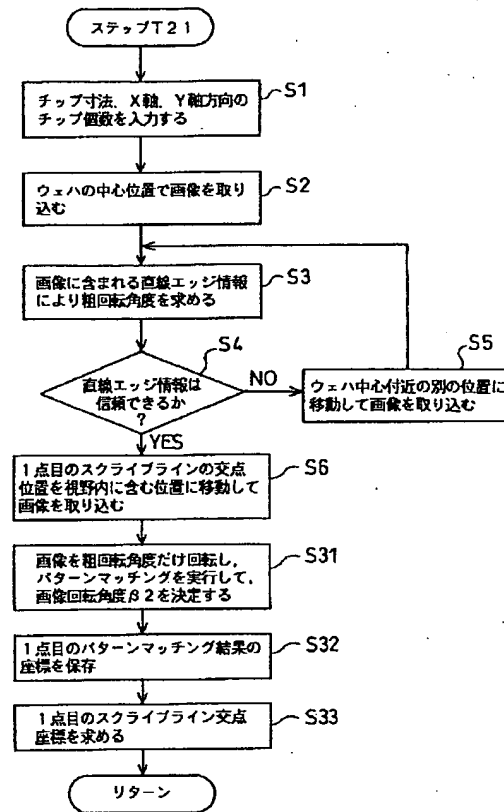 ステップT21
S1
チップ寸法、X軸、Y軸方向の
チップ個数を入力する
S2
ウェハの中心位置で画像を取り
込む
S3
画像に含まれる直線エッジ情報
により粗回転角度を求める
S4
直線エッジ情報は
信頼できるか
?
NO
YES
S5
ウェハ中心付近の別の位置に
移動して画像を取り込む
S6
1点目のスクライブラインの交点
位置を視野内に含む位置に移動して
画像を取り込む
S31
画像を粗回転角度だけ回転し、
パターンマッチングを実行して、
画像回転角度β2を決定する
S32
1点目のパターンマッチング結果の
座標を保存
S33
1点目のスクライブライン交点
座標を求める
リターン